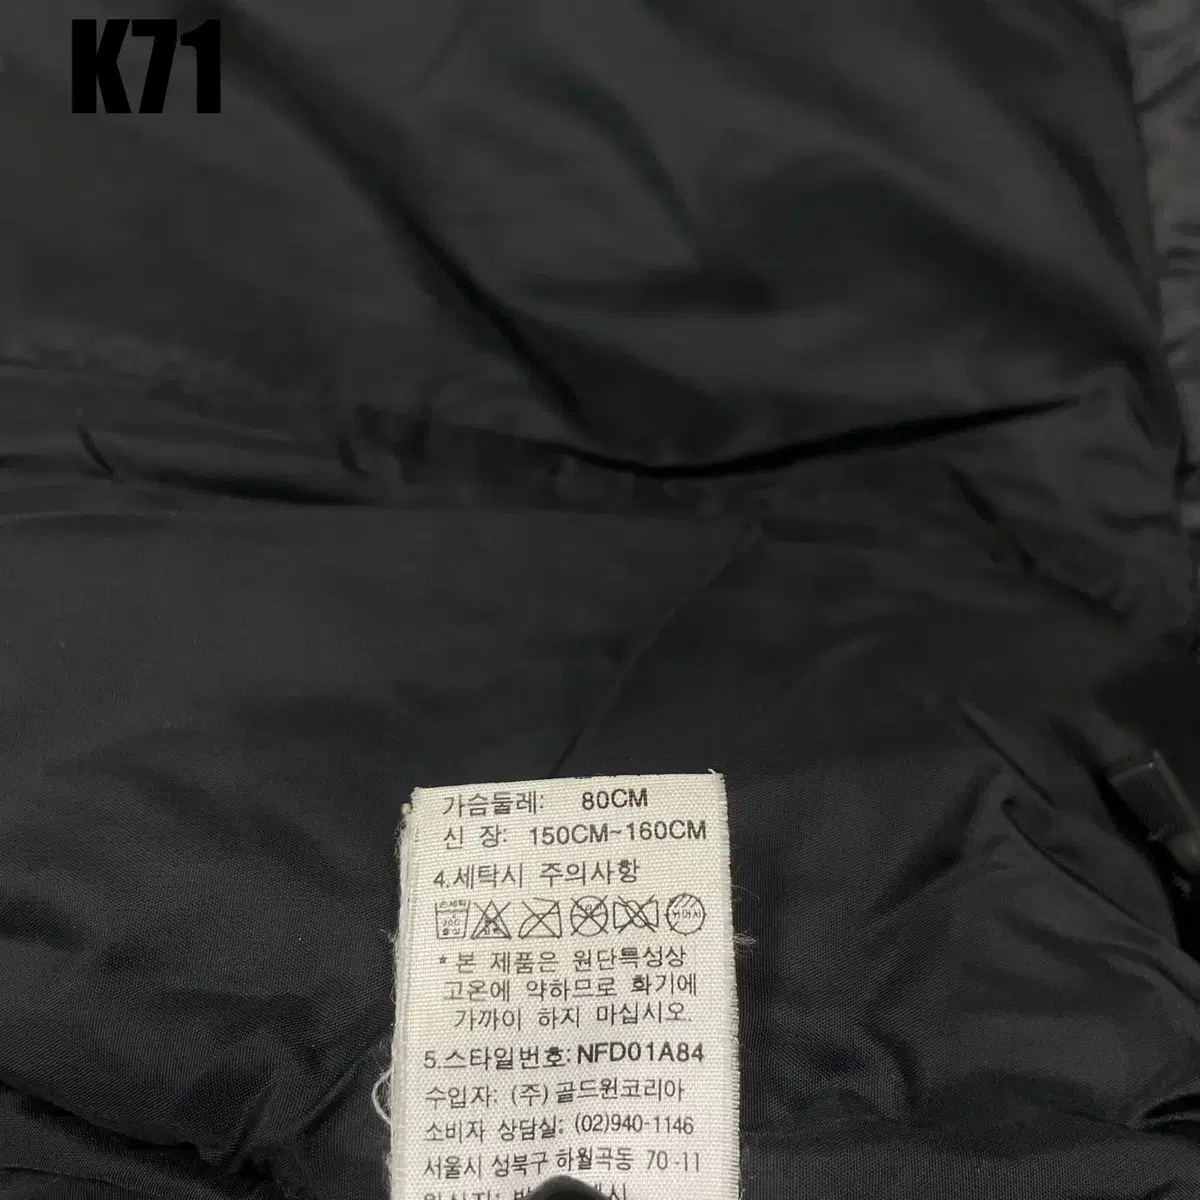 K71
가슴둘레: 80CM
신 장: 150CM~160CM
4.세탁시 주의사항
손세탁
* 본 제품은 원단특성상
고온에 약하므로 화기에
가까이 하지 마십시오.
5.스타일번호: NFD01A84
수입자: (주) 골드윈코리아
소비자 상담실: (02)940-1146
서울시 성북구 하월곡동 70-11